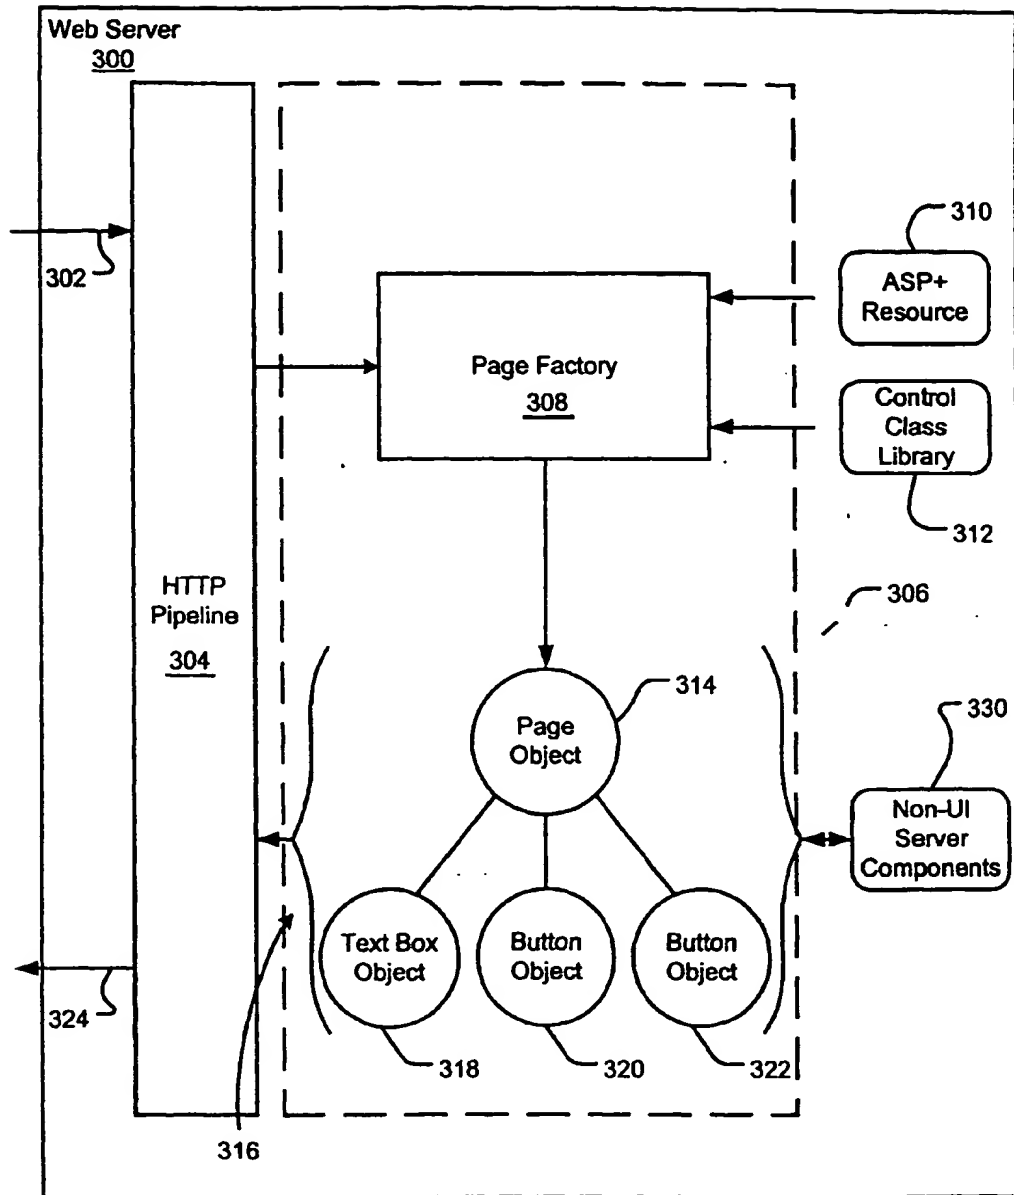 Web Server
300
302
310
ASP+
Resource
Page Factory
308
Control
Class
Library
312
HTTP
Pipeline
304
306
314
Page
Object
330
Non-UI
Server
Components
Text Box
Object
Button
Object
Button
Object
324
318
320
322
316